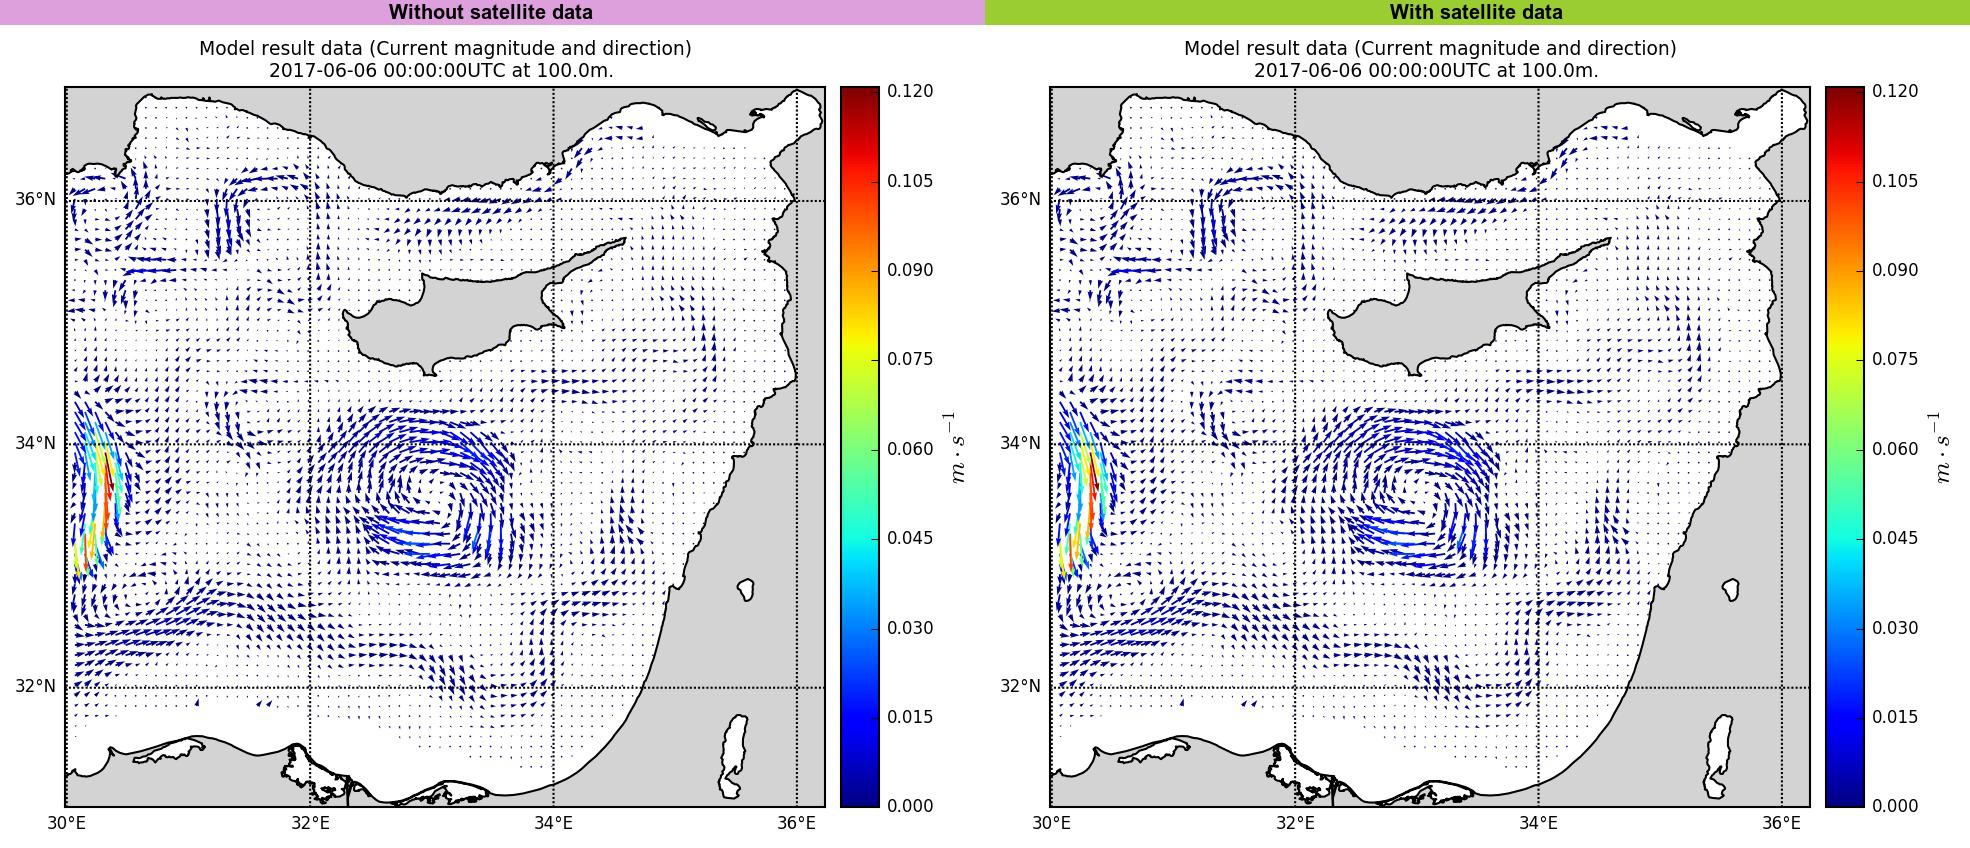 Without satellite data
Model result data (Current magnitude and direction)
2017-06-06 00:00:00UTC at 100.0m.
36°N
34°N
32°N
30°E 32°E 34°E 36°E
0.120
0.105
0.090
0.075
0.060
0.045
0.030
0.015
0.000
m · s⁻¹
With satellite data
Model result data (Current magnitude and direction)
2017-06-06 00:00:00UTC at 100.0m.
36°N
34°N
32°N
30°E 32°E 34°E 36°E
0.120
0.105
0.090
0.075
0.060
0.045
0.030
0.015
0.000
m · s⁻¹